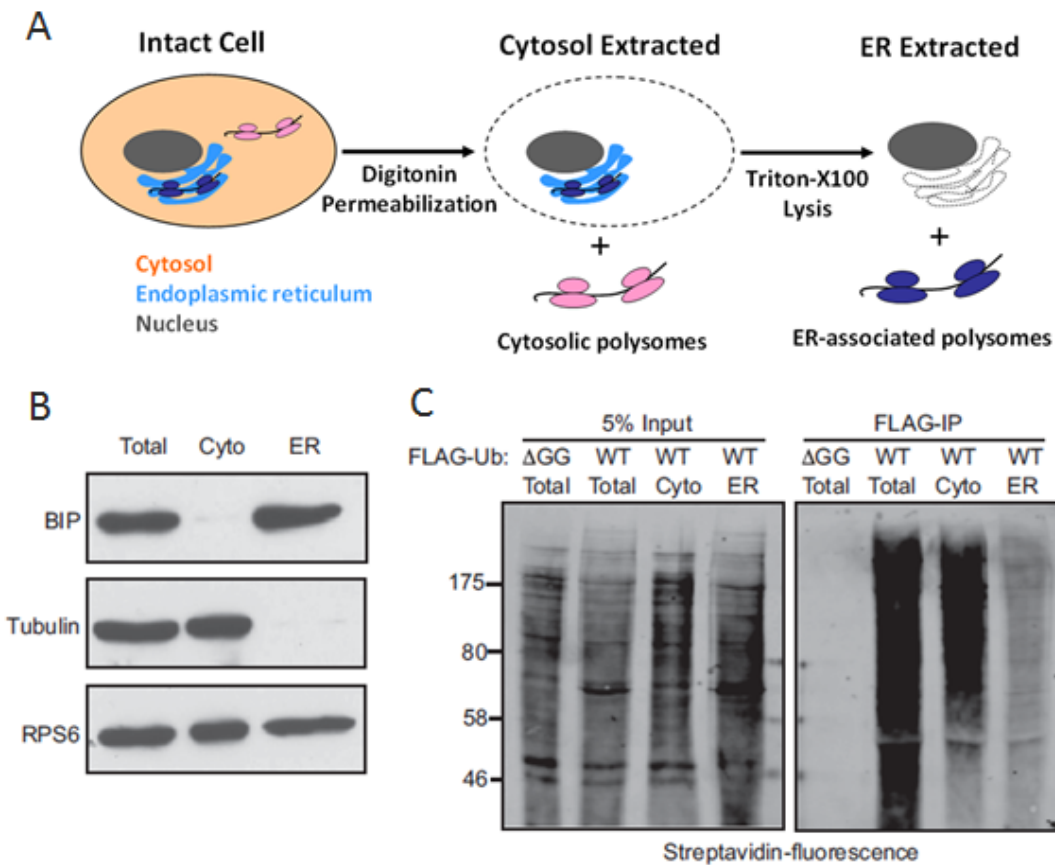 A
Intact Cell
Cytosol Extracted
ER Extracted
Digitonin
Permeabilization
Triton-X100
Lysis
+
+
Cytosol
Endoplasmic reticulum
Nucleus
Cytosolic polysomes
ER-associated polysomes
B
Total Cyto ER
BIP
Tubulin
RPS6
C
5% Input
FLAG-IP
FLAG-Ub: ΔGG WT WT WT
Total Total Cyto ER
ΔGG WT WT WT
Total Total Cyto ER
175
80
58
46
Streptavidin-fluorescence